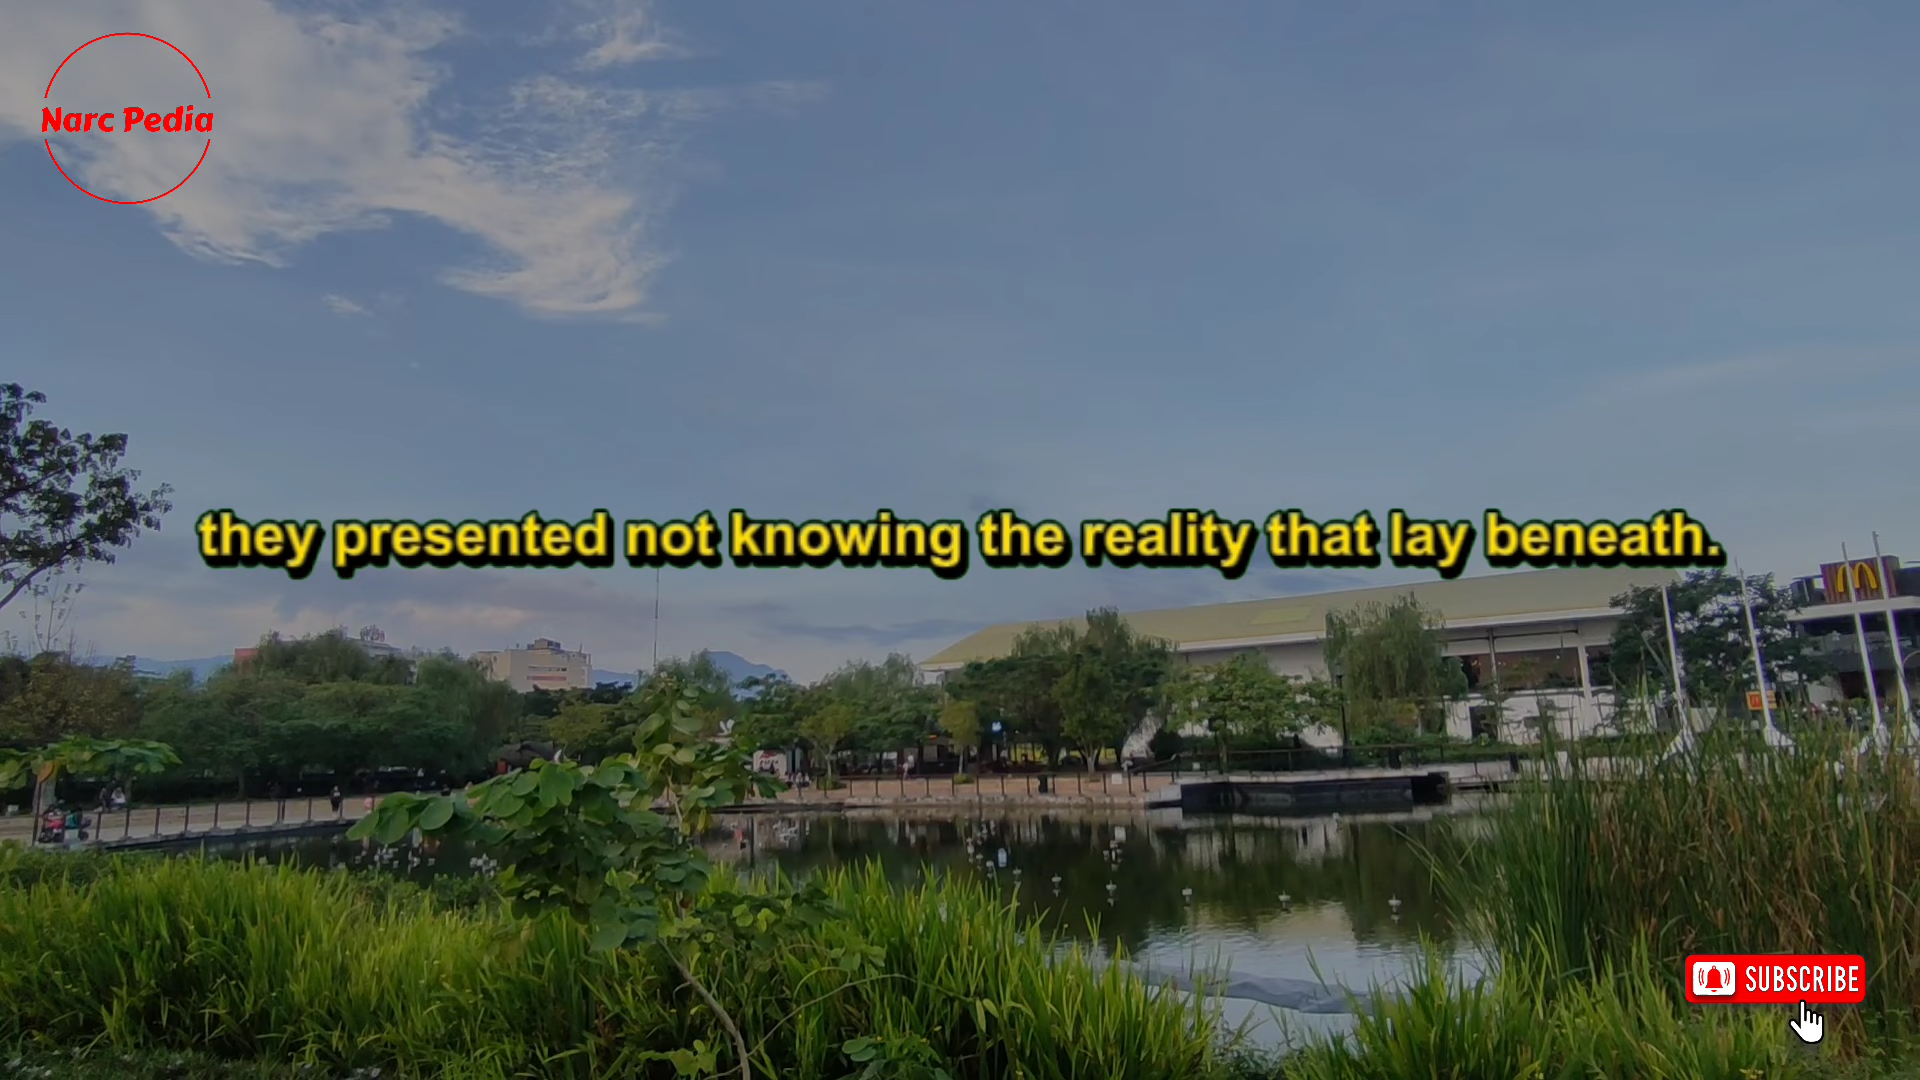 Narc Pedia
they presented not knowing the reality that lay beneath.
SUBSCRIBE